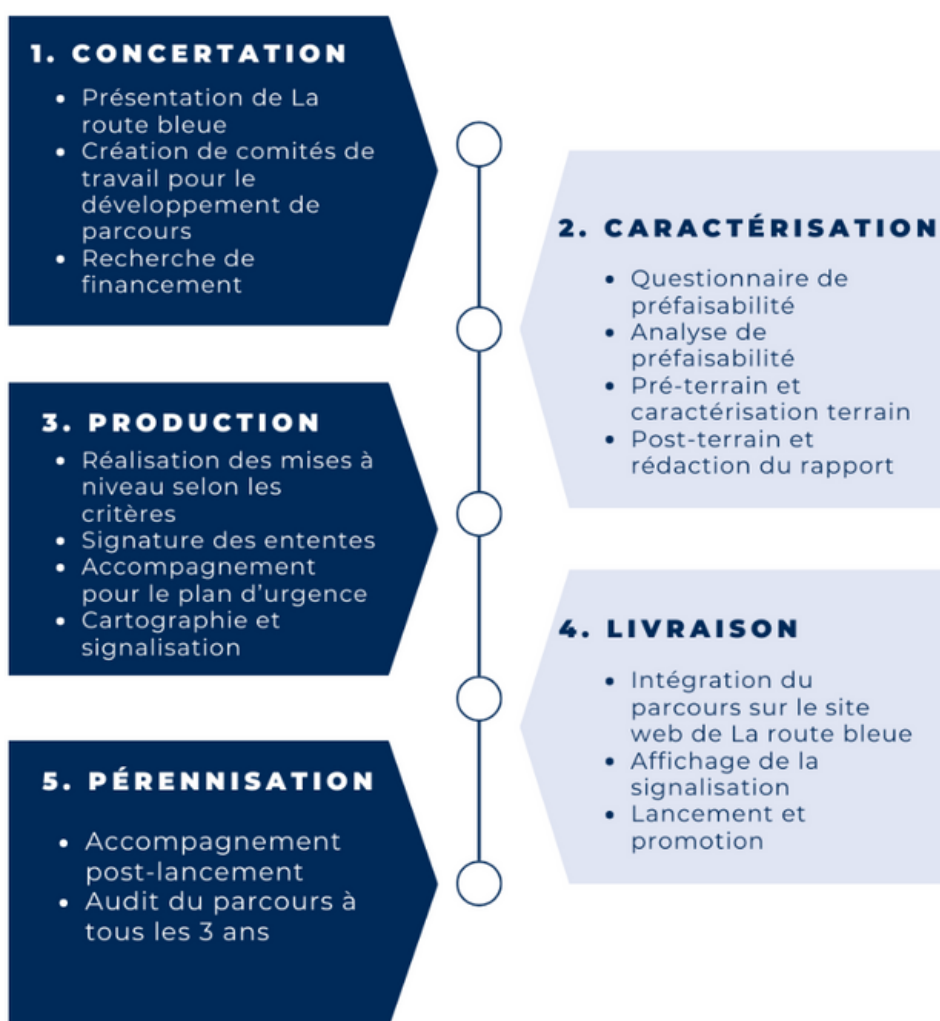 1. CONCERTATION
• Présentation de La
route bleue
• Création de comités de
travail pour le
développement de
parcours
• Recherche de
financement
2. CARACTÉRISATION
• Questionnaire de
préfaisabilité
• Analyse de
préfaisabilité
• Pré-terrain et
caractérisation terrain
• Post-terrain et
rédaction du rapport
3. PRODUCTION
• Réalisation des mises à
niveau selon les
critères
• Signature des ententes
• Accompagnement
pour le plan d'urgence
• Cartographie et
signalisation
4. LIVRAISON
• Intégration du
parcours sur le site
web de La route bleue
• Affichage de la
signalisation
• Lancement et
promotion
5. PÉRENNISATION
• Accompagnement
post-lancement
• Audit du parcours à
tous les 3 ans